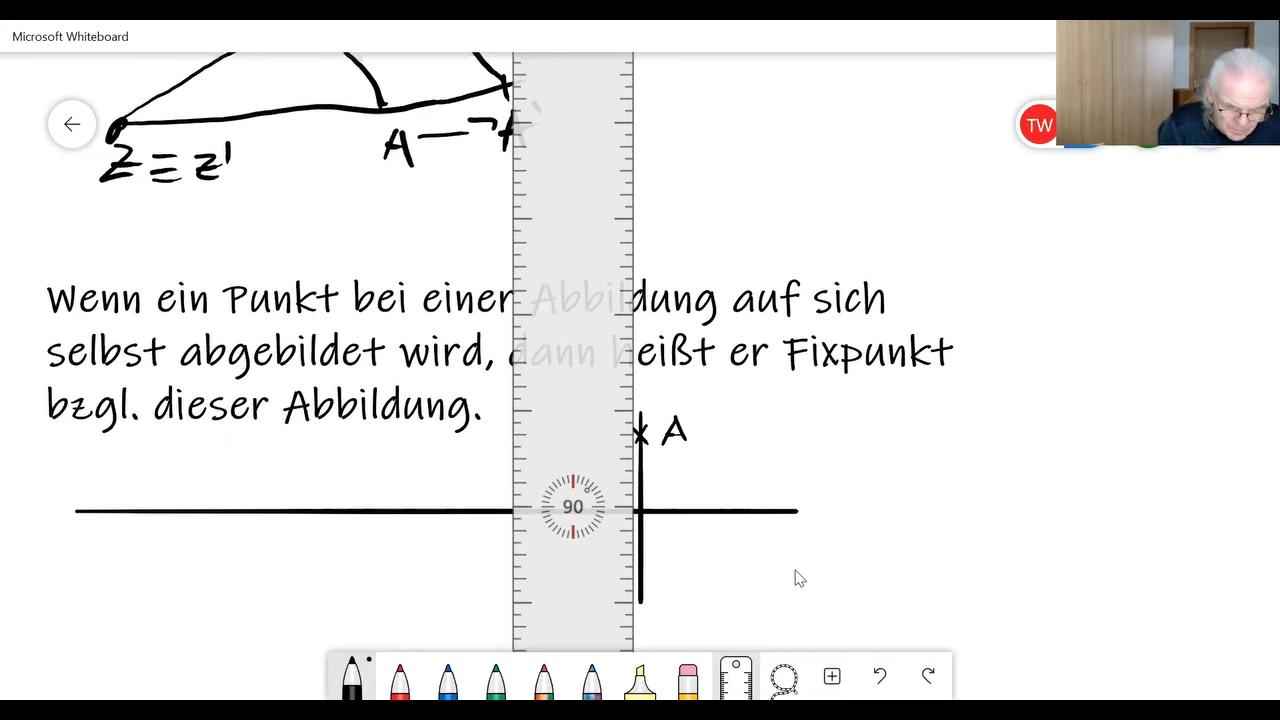 Microsoft Whiteboard
TW
A
Z ≡ z'
Wenn ein Punkt bei einer Abbildung auf sich
selbst abgebildet wird, dann heißt er Fixpunkt
bzgl. dieser Abbildung.
x A
90